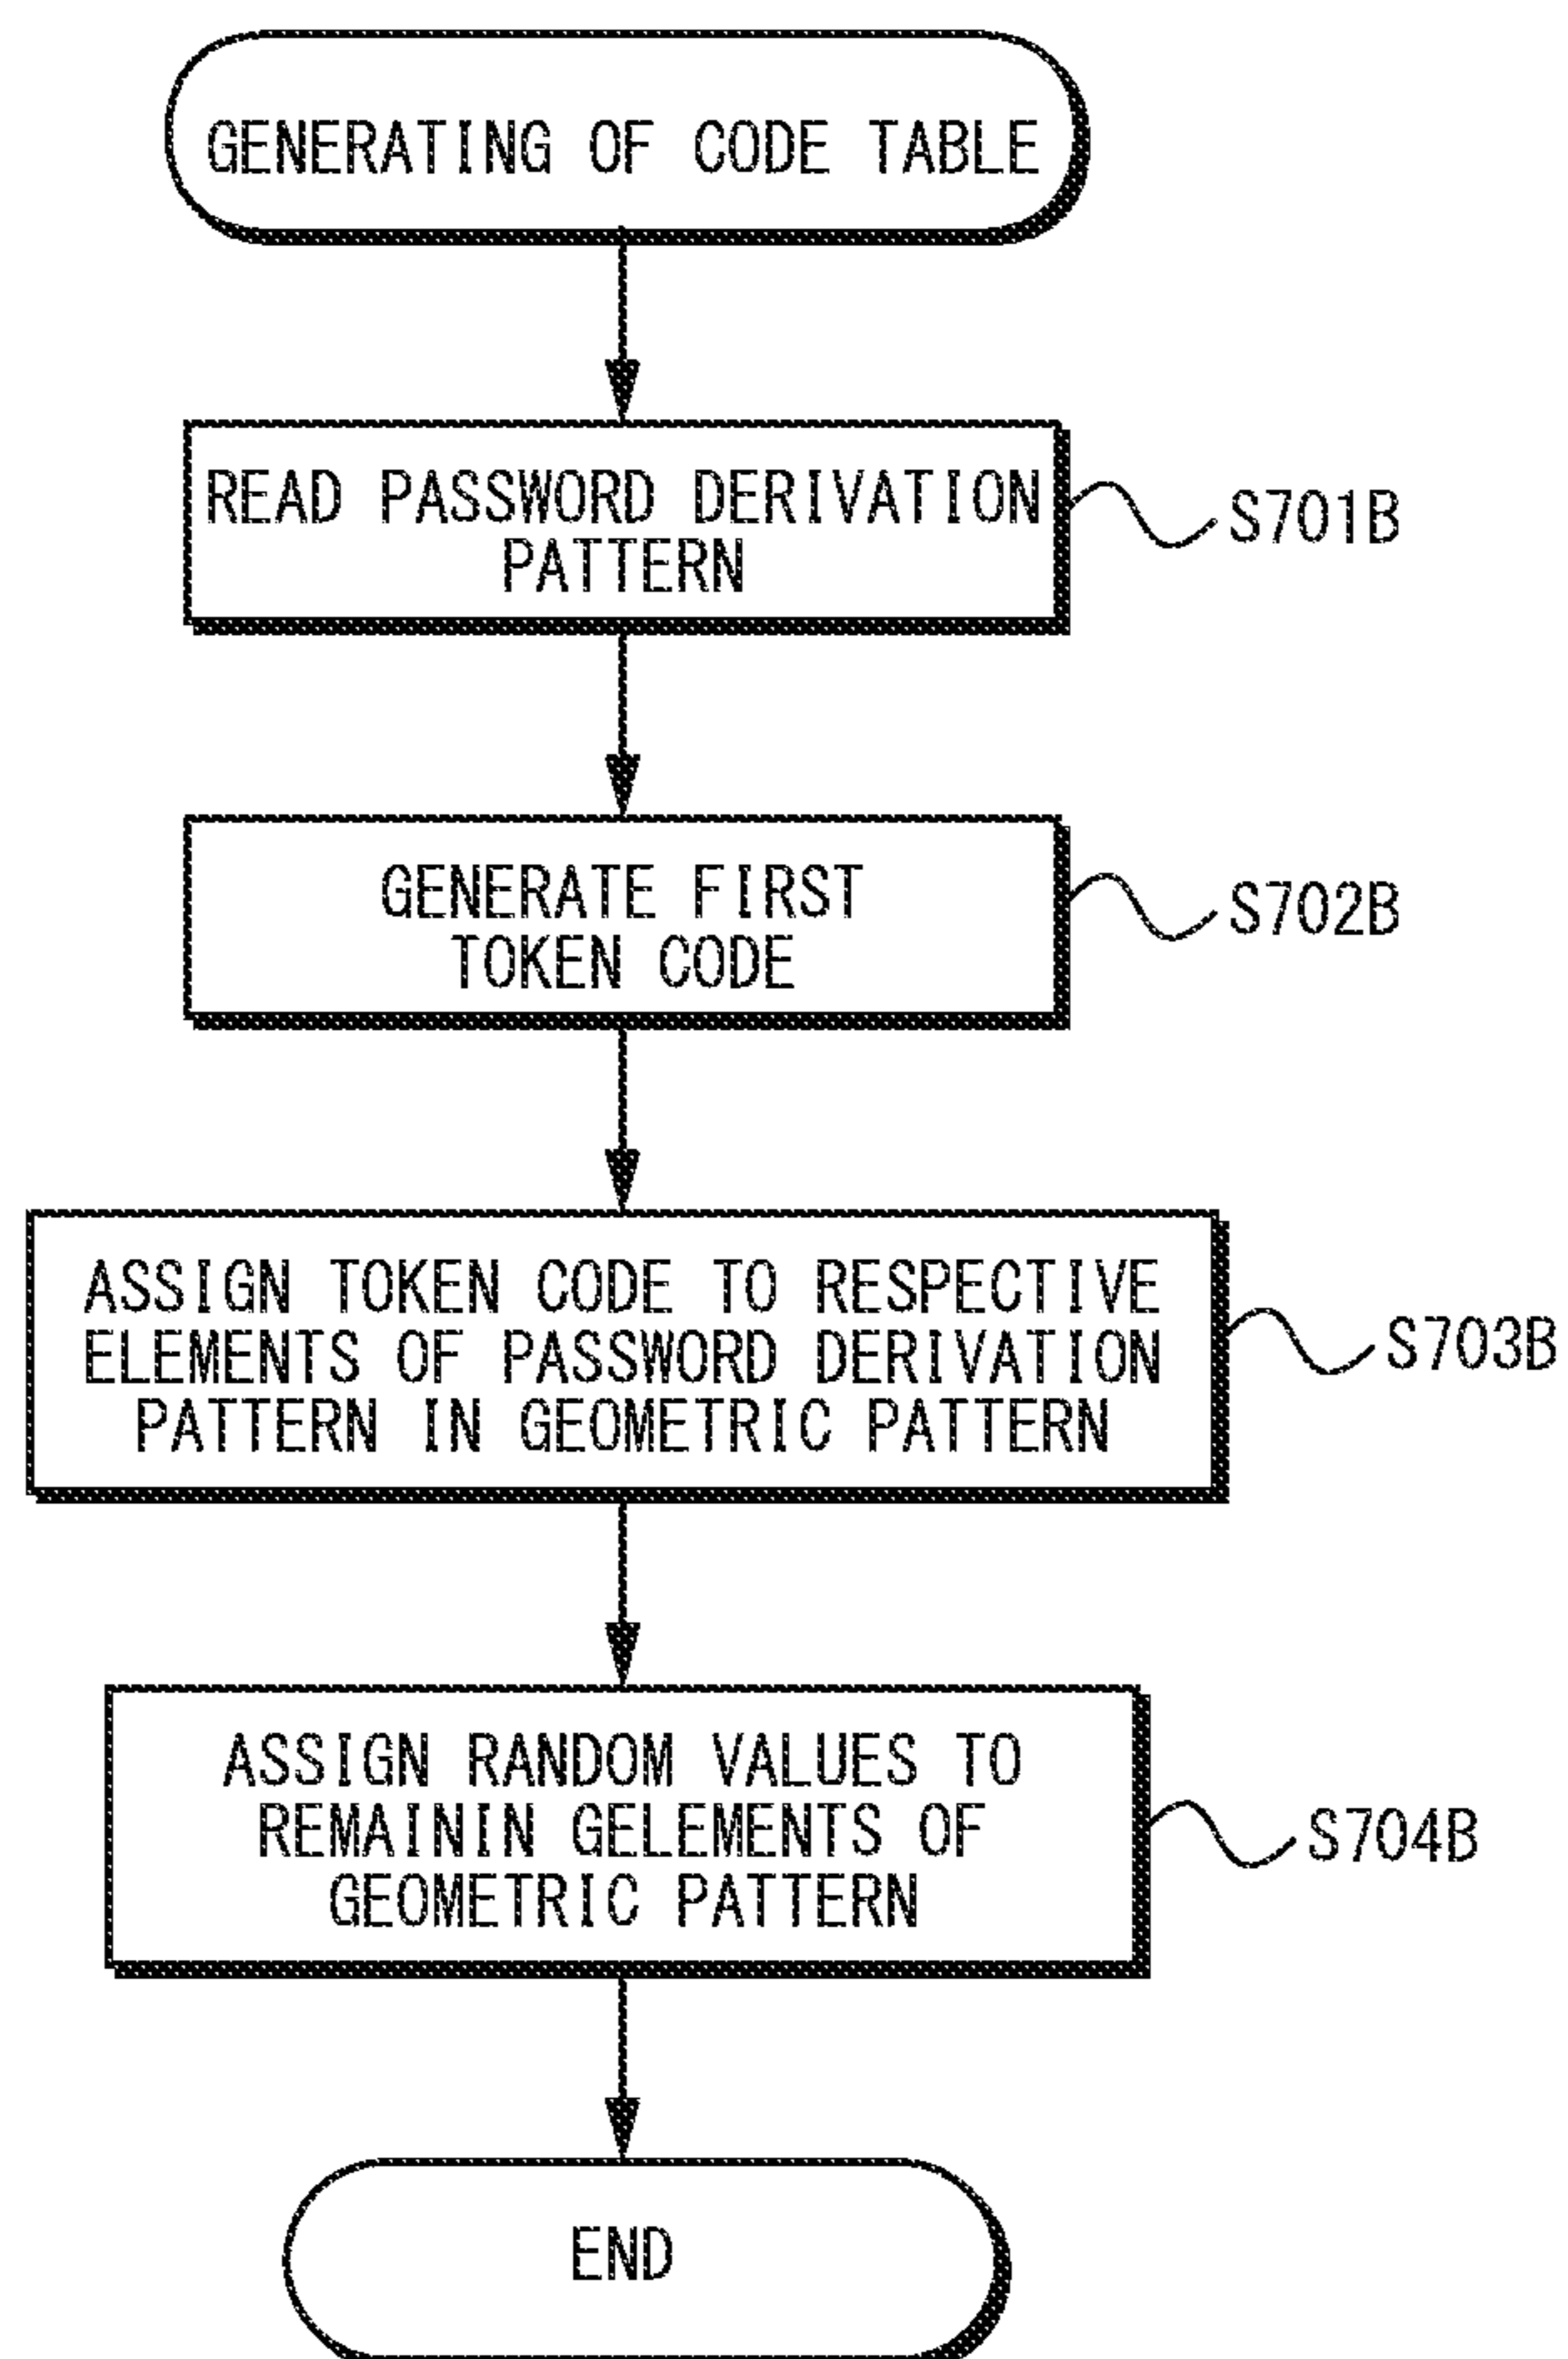 GENERATING OF CODE TABLE
READ PASSWORD DERIVATION
PATTERN
S701B
GENERATE FIRST
TOKEN CODE
S702B
ASSIGN TOKEN CODE TO RESPECTIVE
ELEMENTS OF PASSWORD DERIVATION
PATTERN IN GEOMETRIC PATTERN
S703B
ASSIGN RANDOM VALUES TO
REMAININ GELEMENTS OF
GEOMETRIC PATTERN
S704B
END